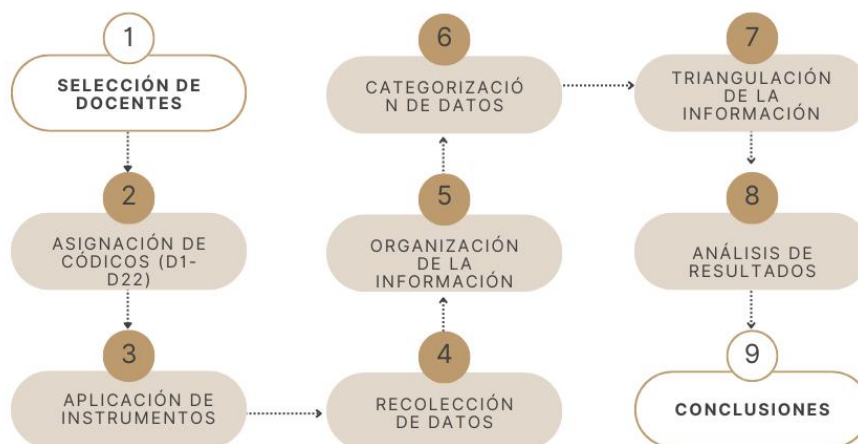 1
SELECCIÓN DE
DOCENTES
2
ASIGNACIÓN DE
CÓDICOS (D1-
D22)
3
APLICACIÓN DE
INSTRUMENTOS
4
RECOLECCIÓN
DE DATOS
5
ORGANIZACIÓN
DE LA
INFORMACIÓN
6
CATEGORIZACIÓ
N DE DATOS
7
TRIANGULACIÓN
DE LA
INFORMACIÓN
8
ANÁLISIS DE
RESULTADOS
9
CONCLUSIONES